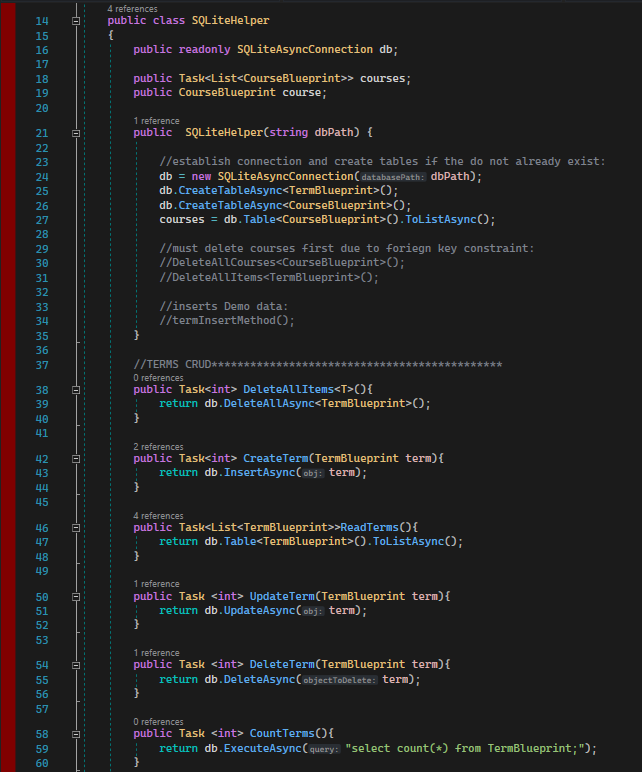 4 references
14 public class SQLiteHelper
15 {
16 public readonly SQLiteAsyncConnection db;
17
18 public Task<List<CourseBlueprint>> courses;
19 public CourseBlueprint course;
20
1 reference
21 public  SQLiteHelper(string dbPath) {
22
23 //establish connection and create tables if the do not already exist:
24 db = new SQLiteAsyncConnection(databasePath: dbPath);
25 db.CreateTableAsync<TermBlueprint>();
26 db.CreateTableAsync<CourseBlueprint>();
27 courses = db.Table<CourseBlueprint>().ToListAsync();
28
29 //must delete courses first due to foriegn key constraint:
30 //DeleteAllCourses<CourseBlueprint>();
31 //DeleteAllItems<TermBlueprint>();
32
33 //inserts Demo data:
34 //termInsertMethod();
35 }
36
37 //TERMS CRUD*********************************************
0 references
38 public Task<int> DeleteAllItems<T>(){
39 return db.DeleteAllAsync<TermBlueprint>();
40 }
41
2 references
42 public Task<int> CreateTerm(TermBlueprint term){
43 return db.InsertAsync(obj: term);
44 }
45
4 references
46 public Task<List<TermBlueprint>>ReadTerms(){
47 return db.Table<TermBlueprint>().ToListAsync();
48 }
49
1 reference
50 public Task <int> UpdateTerm(TermBlueprint term){
51 return db.UpdateAsync(obj: term);
52 }
53
1 reference
54 public Task <int> DeleteTerm(TermBlueprint term){
55 return db.DeleteAsync(objectToDelete: term);
56 }
57
0 references
58 public Task <int> CountTerms(){
59 return db.ExecuteAsync(query: "select count(*) from TermBlueprint;");
60 }